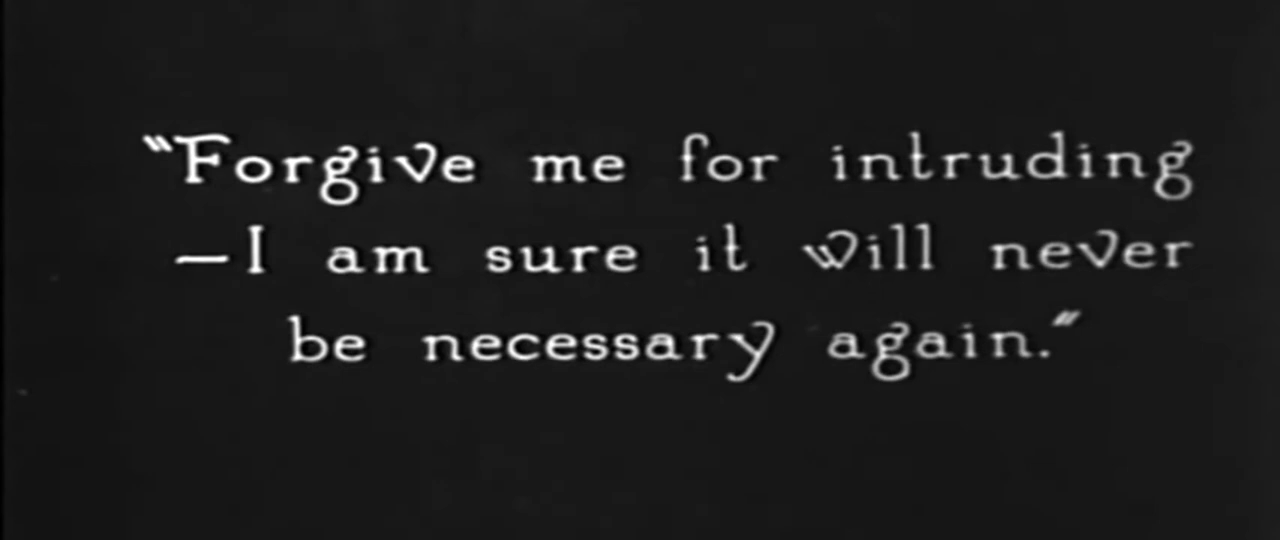 "Forgive me for intruding
—I am sure it will never
be necessary again."